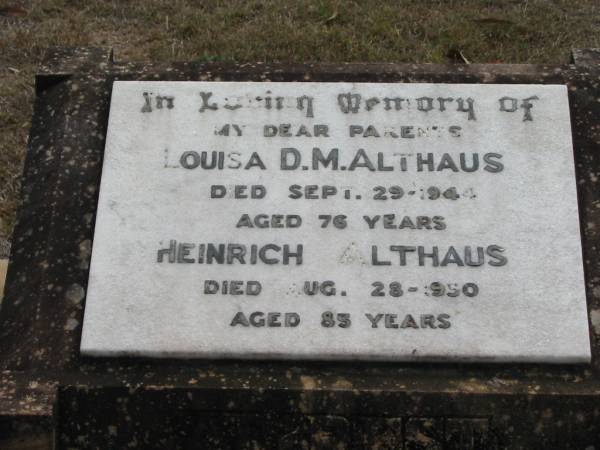 In Loving Memory of
MY DEAR PARENTS
LOUISA D.M. ALTHAUS
DIED SEPT. 29-1944
AGED 76 YEARS
HEINRICH ALTHAUS
DIED AUG. 28-1950
AGED 85 YEARS